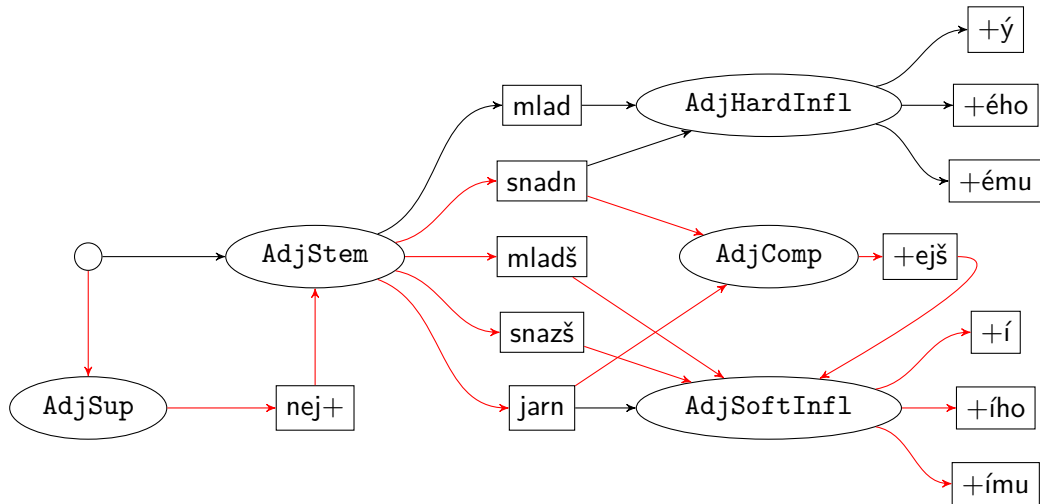 +ý
mlad
AdjHardInfl
+ého
snadn
+ému
AdjStem
mladš
AdjComp
+ejš
snazš
+í
AdjSup
nej+
jarn
AdjSoftInfl
+ího
+ímu